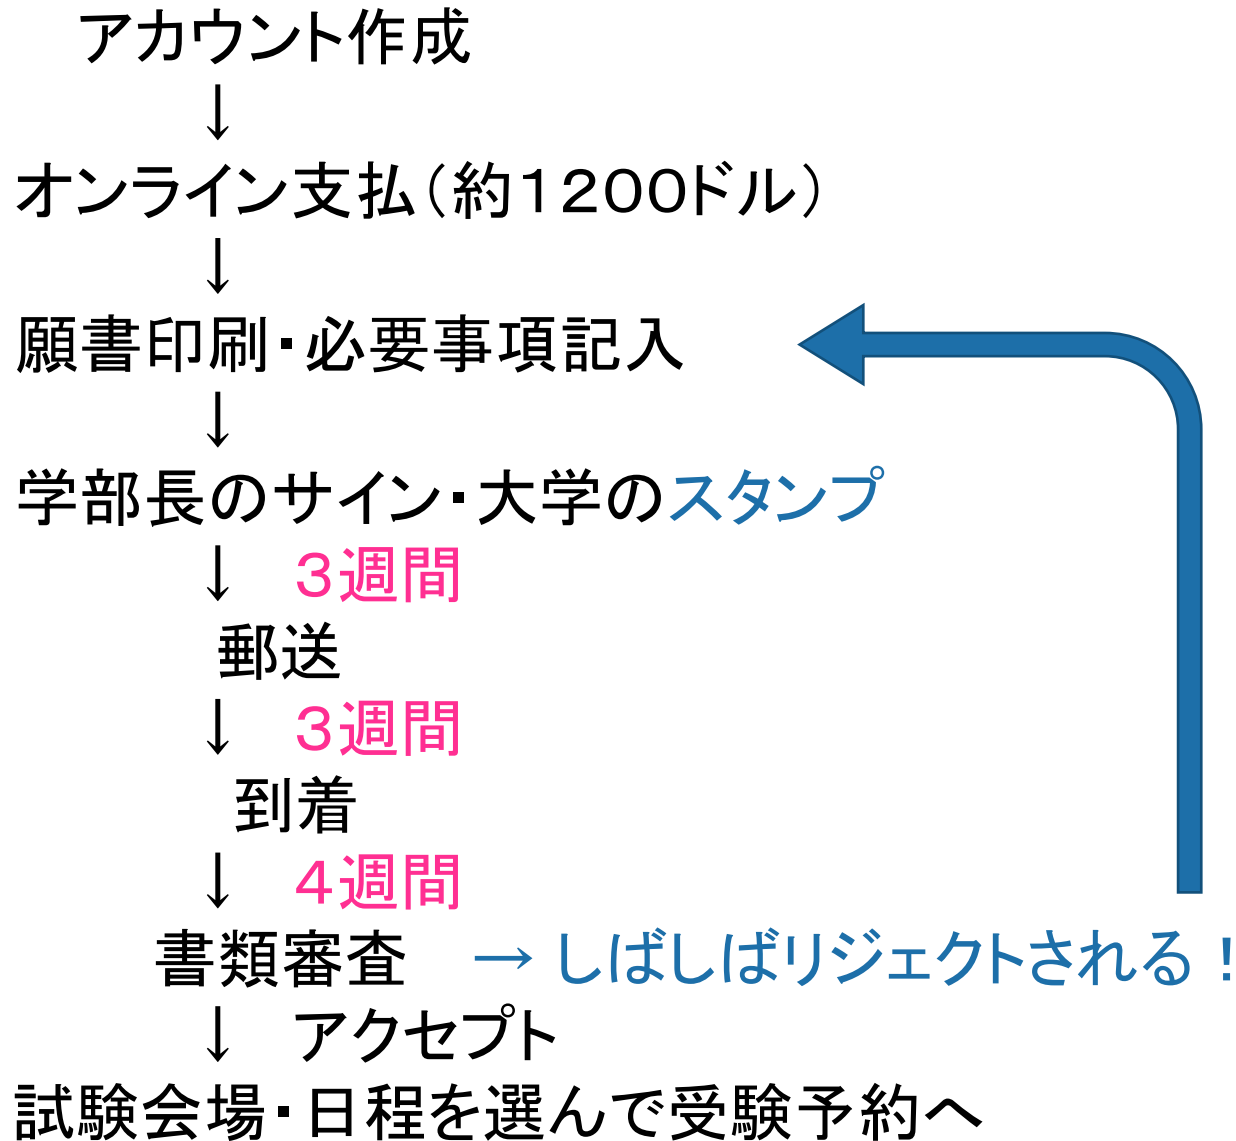 アカウント作成
↓
オンライン支払（約１２００ドル）
↓
願書印刷・必要事項記入
↓
学部長のサイン・大学のスタンプ
↓　３週間
郵送
↓　３週間
到着
↓　４週間
書類審査　→ しばしばリジェクトされる！
↓　アクセプト
試験会場・日程を選んで受験予約へ